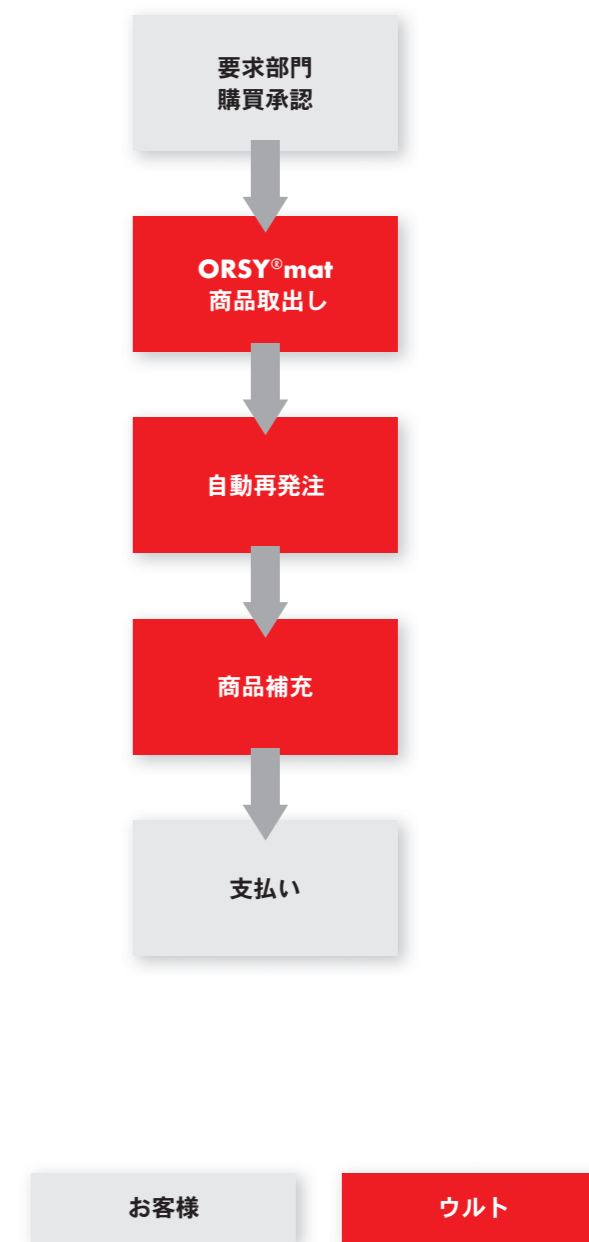 要求部門
購買承認
ORSY®mat
商品取出し
自動再発注
商品補充
支払い
お客様
ウルト